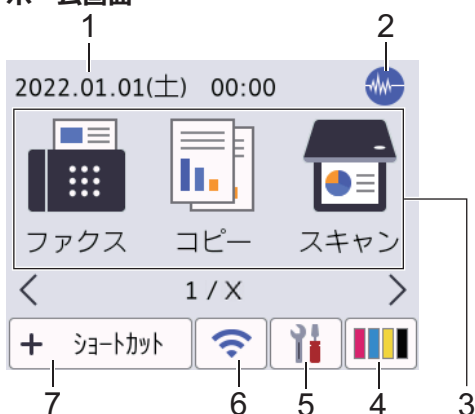 ホーム画面
1 2
2022.01.01(土) 00:00
ファクス コピー スキャン
1 / X
+ ショートカット
7 6 5 4 3